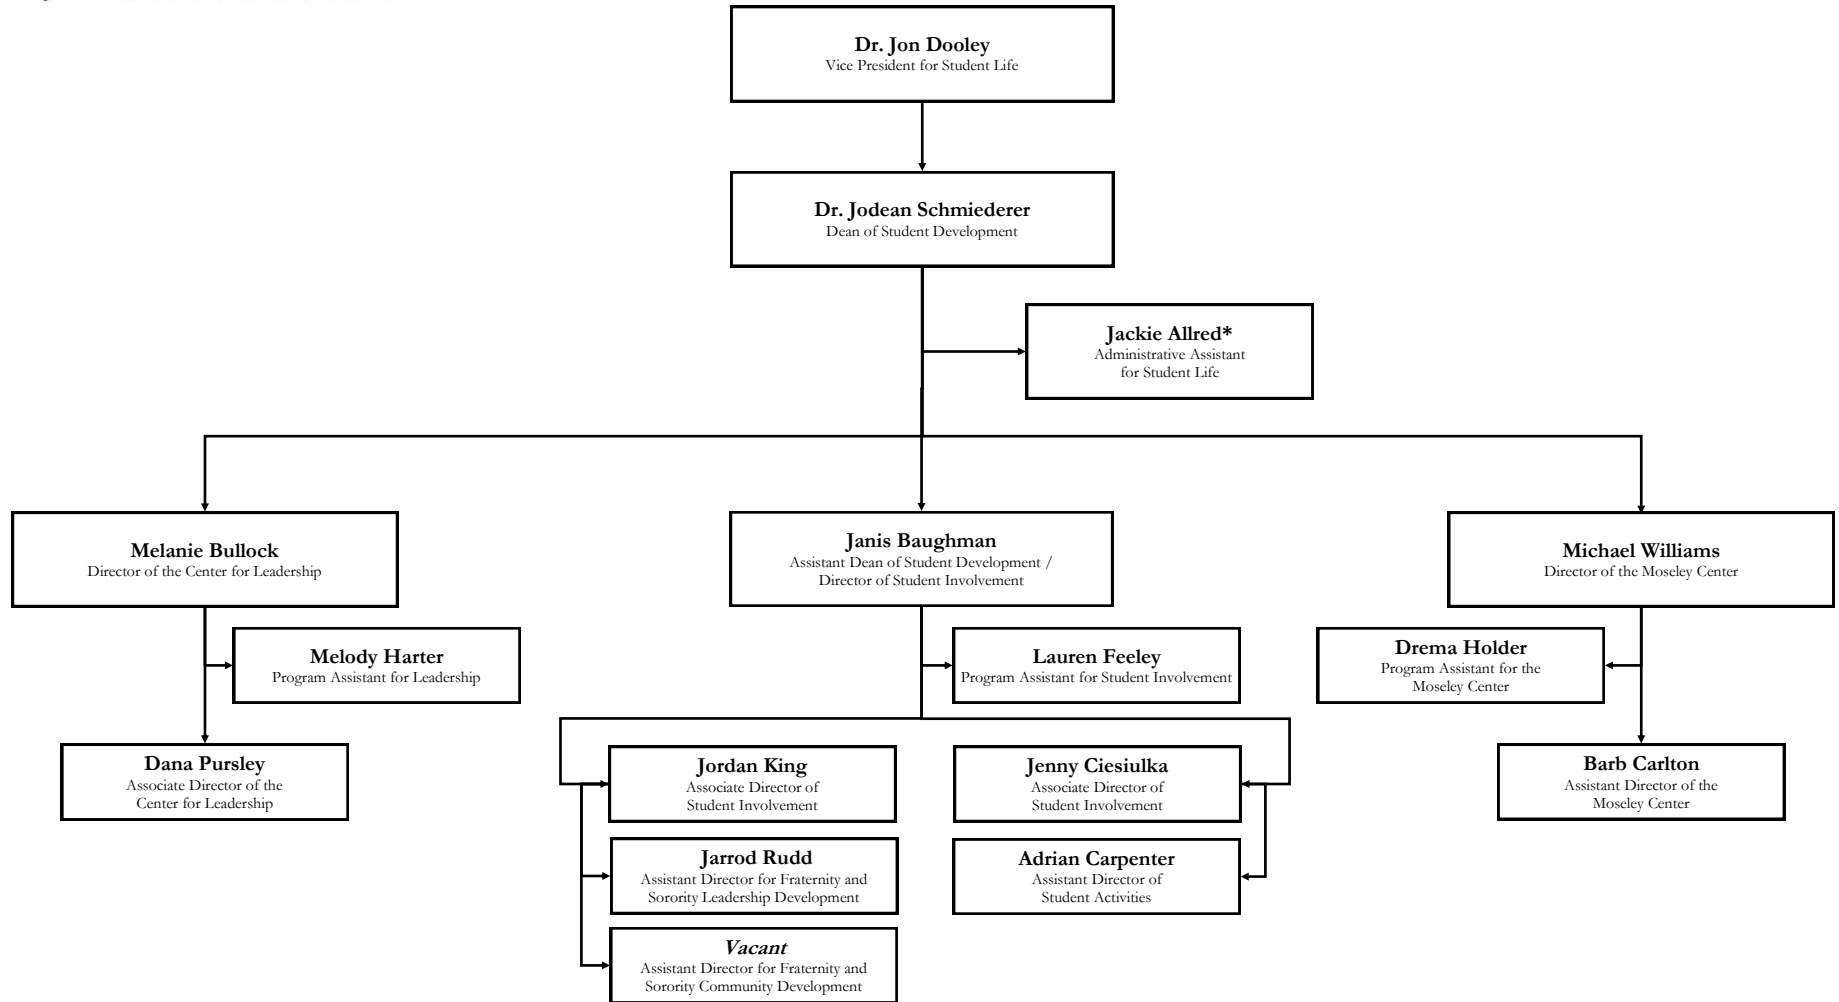 Dr. Jon Dooley
Vice President for Student Life
Dr. Jodean Schmiederer
Dean of Student Development
Jackie Allred*
Administrative Assistant
for Student Life
Melanie Bullock
Director of the Center for Leadership
Janis Baughman
Assistant Dean of Student Development /
Director of Student Involvement
Michael Williams
Director of the Moseley Center
Melody Harter
Program Assistant for Leadership
Lauren Feeley
Program Assistant for Student Involvement
Drema Holder
Program Assistant for the
Moseley Center
Dana Pursley
Associate Director of the
Center for Leadership
Jordan King
Associate Director of
Student Involvement
Jenny Ciesiulka
Associate Director of
Student Involvement
Barb Carlton
Assistant Director of the
Moseley Center
Jarrod Rudd
Assistant Director for Fraternity and
Sorority Leadership Development
Adrian Carpenter
Assistant Director of
Student Activities
Vacant
Assistant Director for Fraternity and
Sorority Community Development